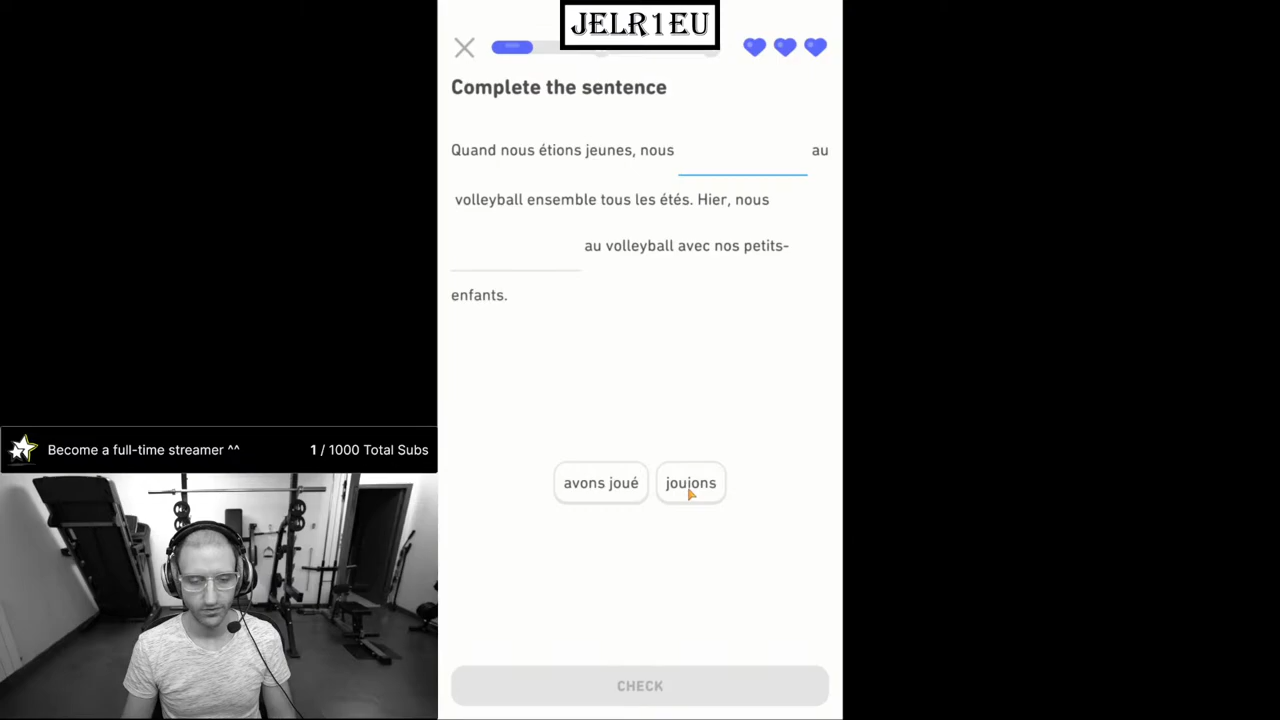 JELR1EU
Complete the sentence
Quand nous étions jeunes, nous au
volleyball ensemble tous les étés. Hier, nous
au volleyball avec nos petits-
enfants.
Become a full-time streamer ^^ 1 / 1000 Total Subs
avons joué jouions
CHECK